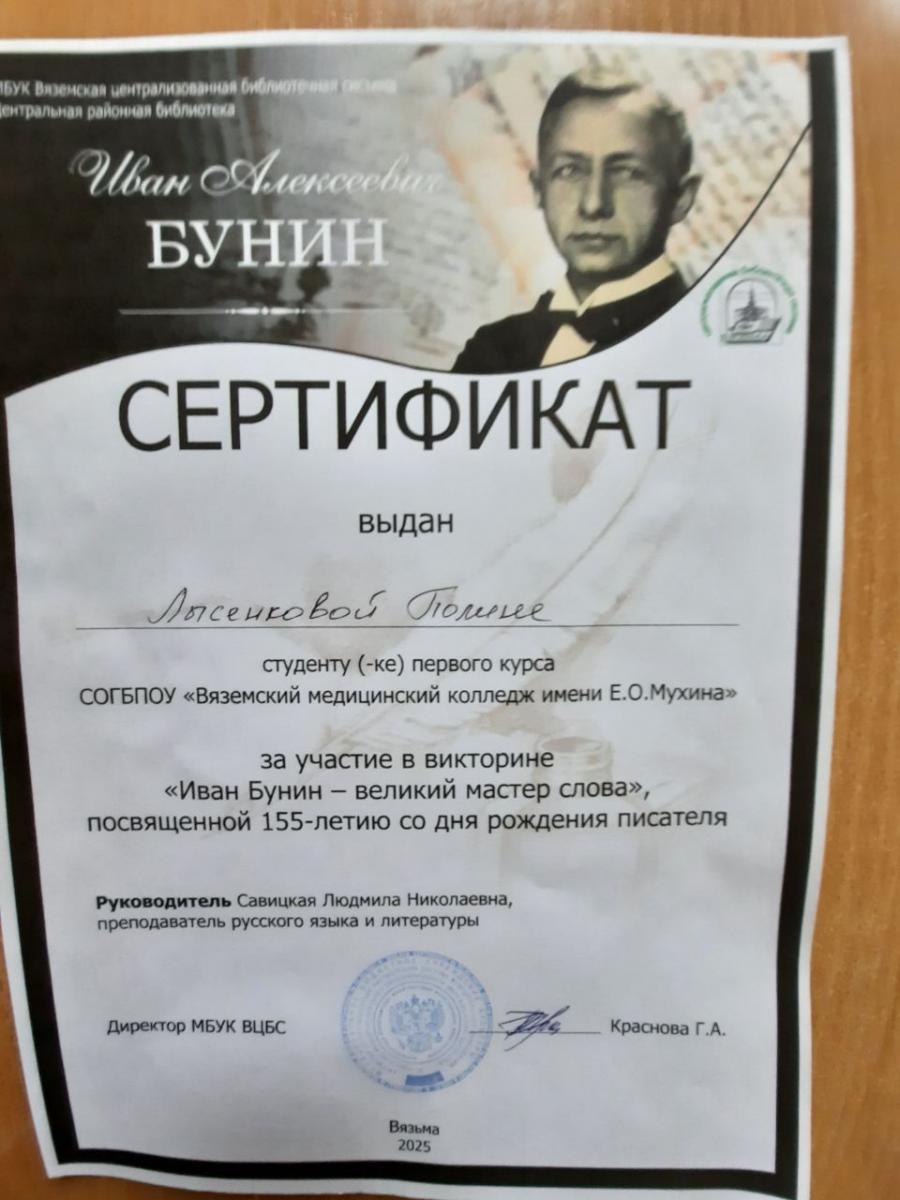 МБУК Вяземская централизованная библиотечная система
Центральная районная библиотека
Иван Алексеевич
БУНИН
СЕРТИФИКАТ
выдан
Лысенковой Полине
студенту (-ке) первого курса
СОГБПОУ «Вяземский медицинский колледж имени Е.О.Мухина»
за участие в викторине
«Иван Бунин – великий мастер слова»,
посвященной 155-летию со дня рождения писателя
Руководитель Савицкая Людмила Николаевна,
преподаватель русского языка и литературы
Директор МБУК ВЦБС Краснова Г.А.
Вязьма
2025